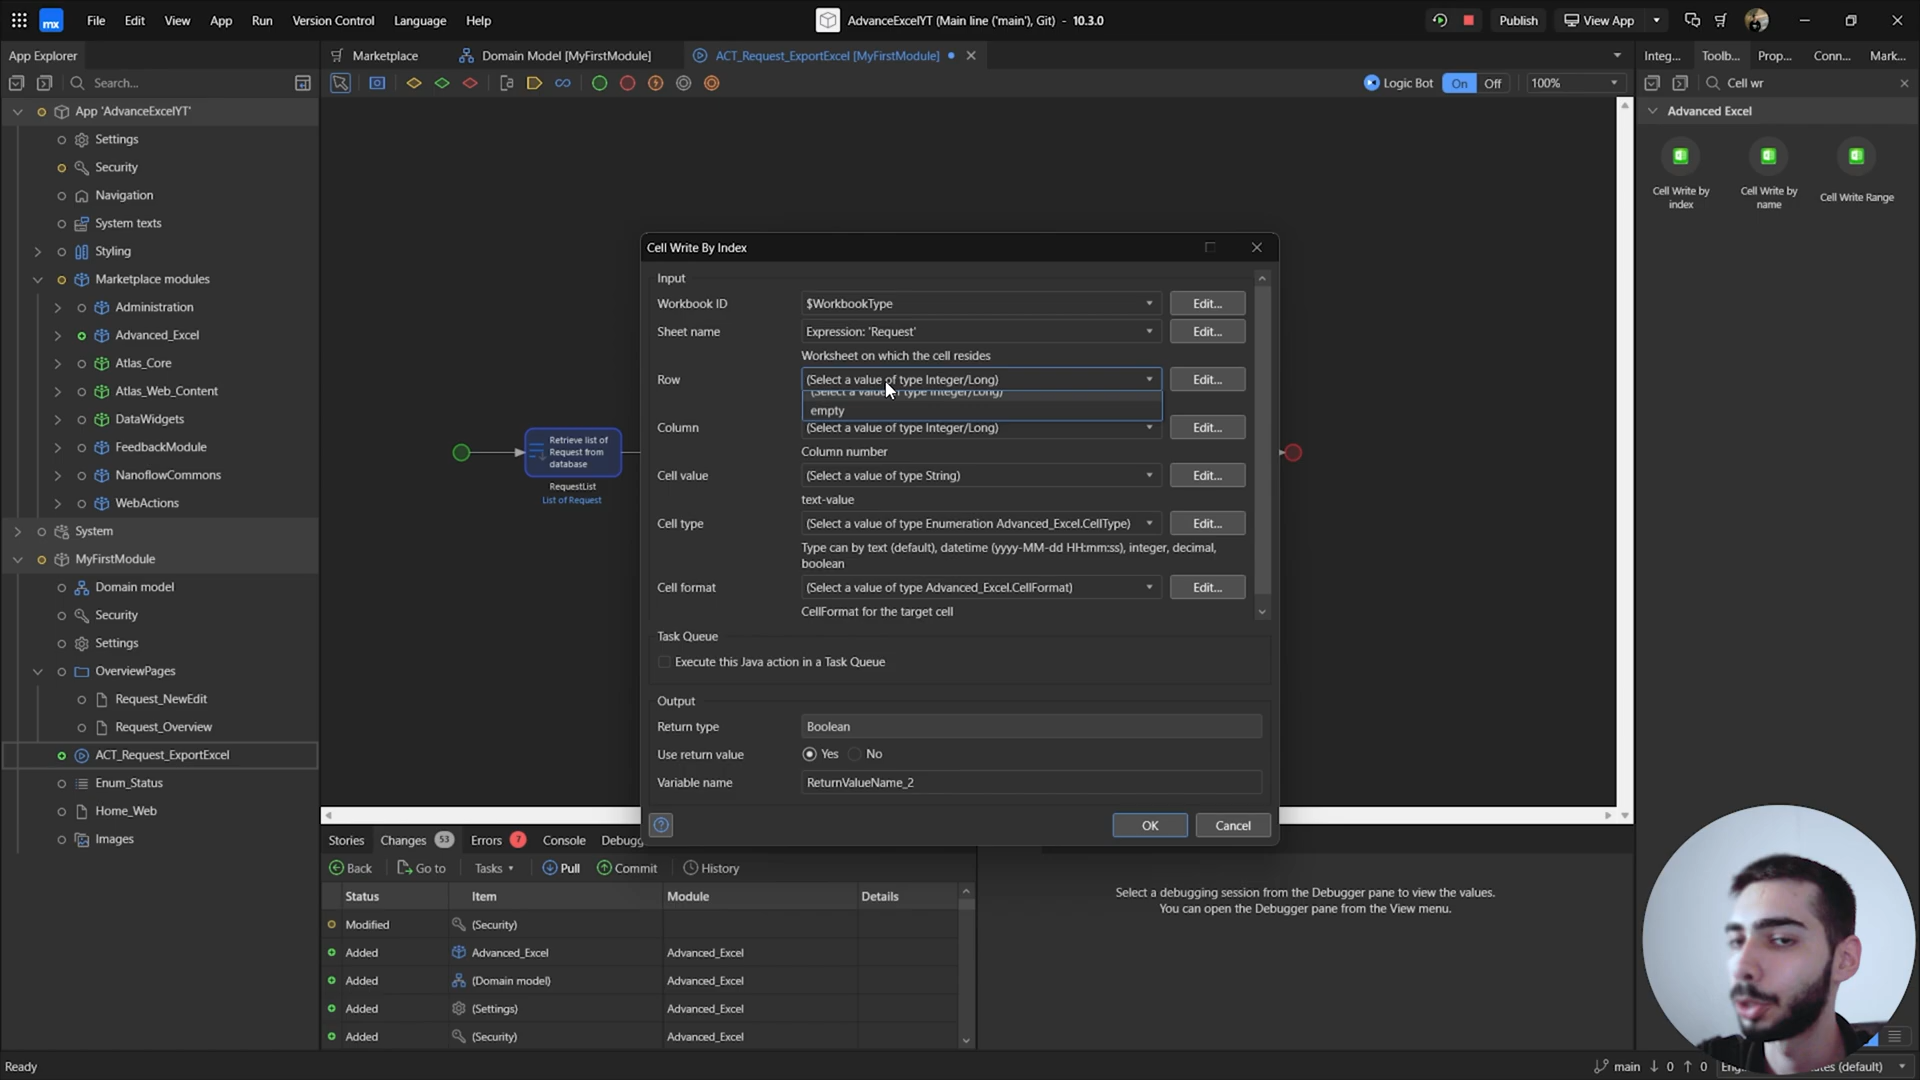 mx File Edit View App Run Version Control Language Help
AdvanceExcelYT (Main line ('main'), Git) - 10.3.0
Publish View App
App Explorer
Marketplace Domain Model [MyFirstModule] ACT_Request_ExportExcel [MyFirstModule]
Integ... Toolb... Prop... Conn... Mark...
Search...
Logic Bot On Off 100%
Cell wr
App 'AdvanceExcelYT'
Settings
Security
Navigation
System texts
Styling
Marketplace modules
Administration
Advanced_Excel
Atlas_Core
Atlas_Web_Content
DataWidgets
FeedbackModule
NanoflowCommons
WebActions
System
MyFirstModule
Domain model
Security
Settings
OverviewPages
Request_NewEdit
Request_Overview
ACT_Request_ExportExcel
Enum_Status
Home_Web
Images
Retrieve list of
Request from
database
RequestList
List of Request
Cell Write By Index
Input
Workbook ID $WorkbookType Edit...
Sheet name Expression: 'Request' Edit...
Worksheet on which the cell resides
Row (Select a value of type Integer/Long) Edit...
(Select a value of type Integer/Long)
empty
Column (Select a value of type Integer/Long) Edit...
Column number
Cell value (Select a value of type String) Edit...
text-value
Cell type (Select a value of type Enumeration Advanced_Excel.CellType) Edit...
Type can by text (default), datetime (yyyy-MM-dd HH:mm:ss), integer, decimal,
boolean
Cell format (Select a value of type Advanced_Excel.CellFormat) Edit...
CellFormat for the target cell
Task Queue
Execute this Java action in a Task Queue
Output
Return type Boolean
Use return value Yes No
Variable name ReturnValueName_2
? OK Cancel
Advanced Excel
Cell Write by
index
Cell Write by
name
Cell Write Range
Stories Changes 53 Errors 7 Console Debugg
Back Go to Tasks Pull Commit History
Status Item Module Details
Modified (Security)
Added Advanced_Excel Advanced_Excel
Added (Domain model) Advanced_Excel
Added (Settings) Advanced_Excel
Added (Security) Advanced_Excel
Select a debugging session from the Debugger pane to view the values.
You can open the Debugger pane from the View menu.
Ready
main 0 0 (default)